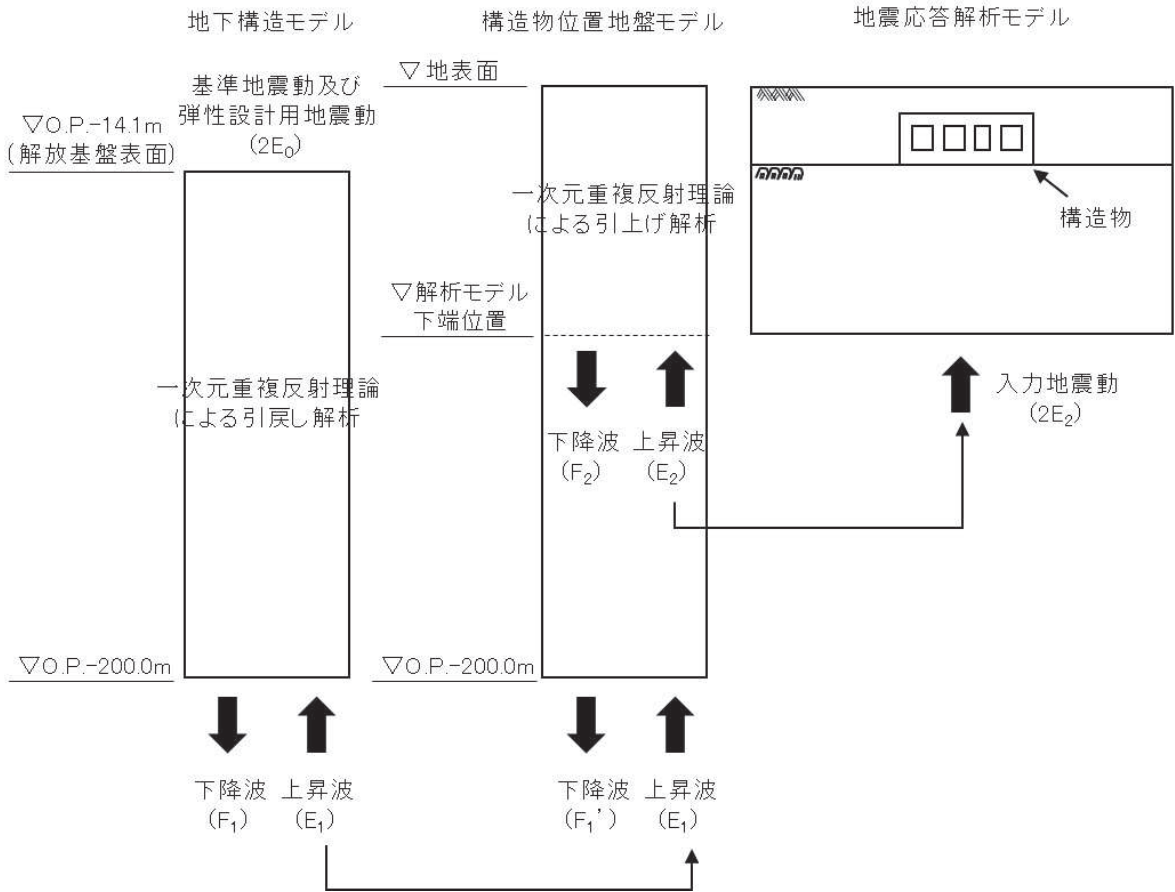 地下構造モデル
基準地震動及び
弾性設計用地震動
(2E₀)
▽O.P.-14.1m
(解放基盤表面)
一次元重複反射理論
による引戻し解析
▽O.P.-200.0m
下降波
(F₁)
上昇波
(E₁)
構造物位置地盤モデル
▽地表面
一次元重複反射理論
による引上げ解析
▽解析モデル
下端位置
下降波
(F₂)
上昇波
(E₂)
▽O.P.-200.0m
下降波
(F₁')
上昇波
(E₁)
地震応答解析モデル
構造物
入力地震動
(2E₂)